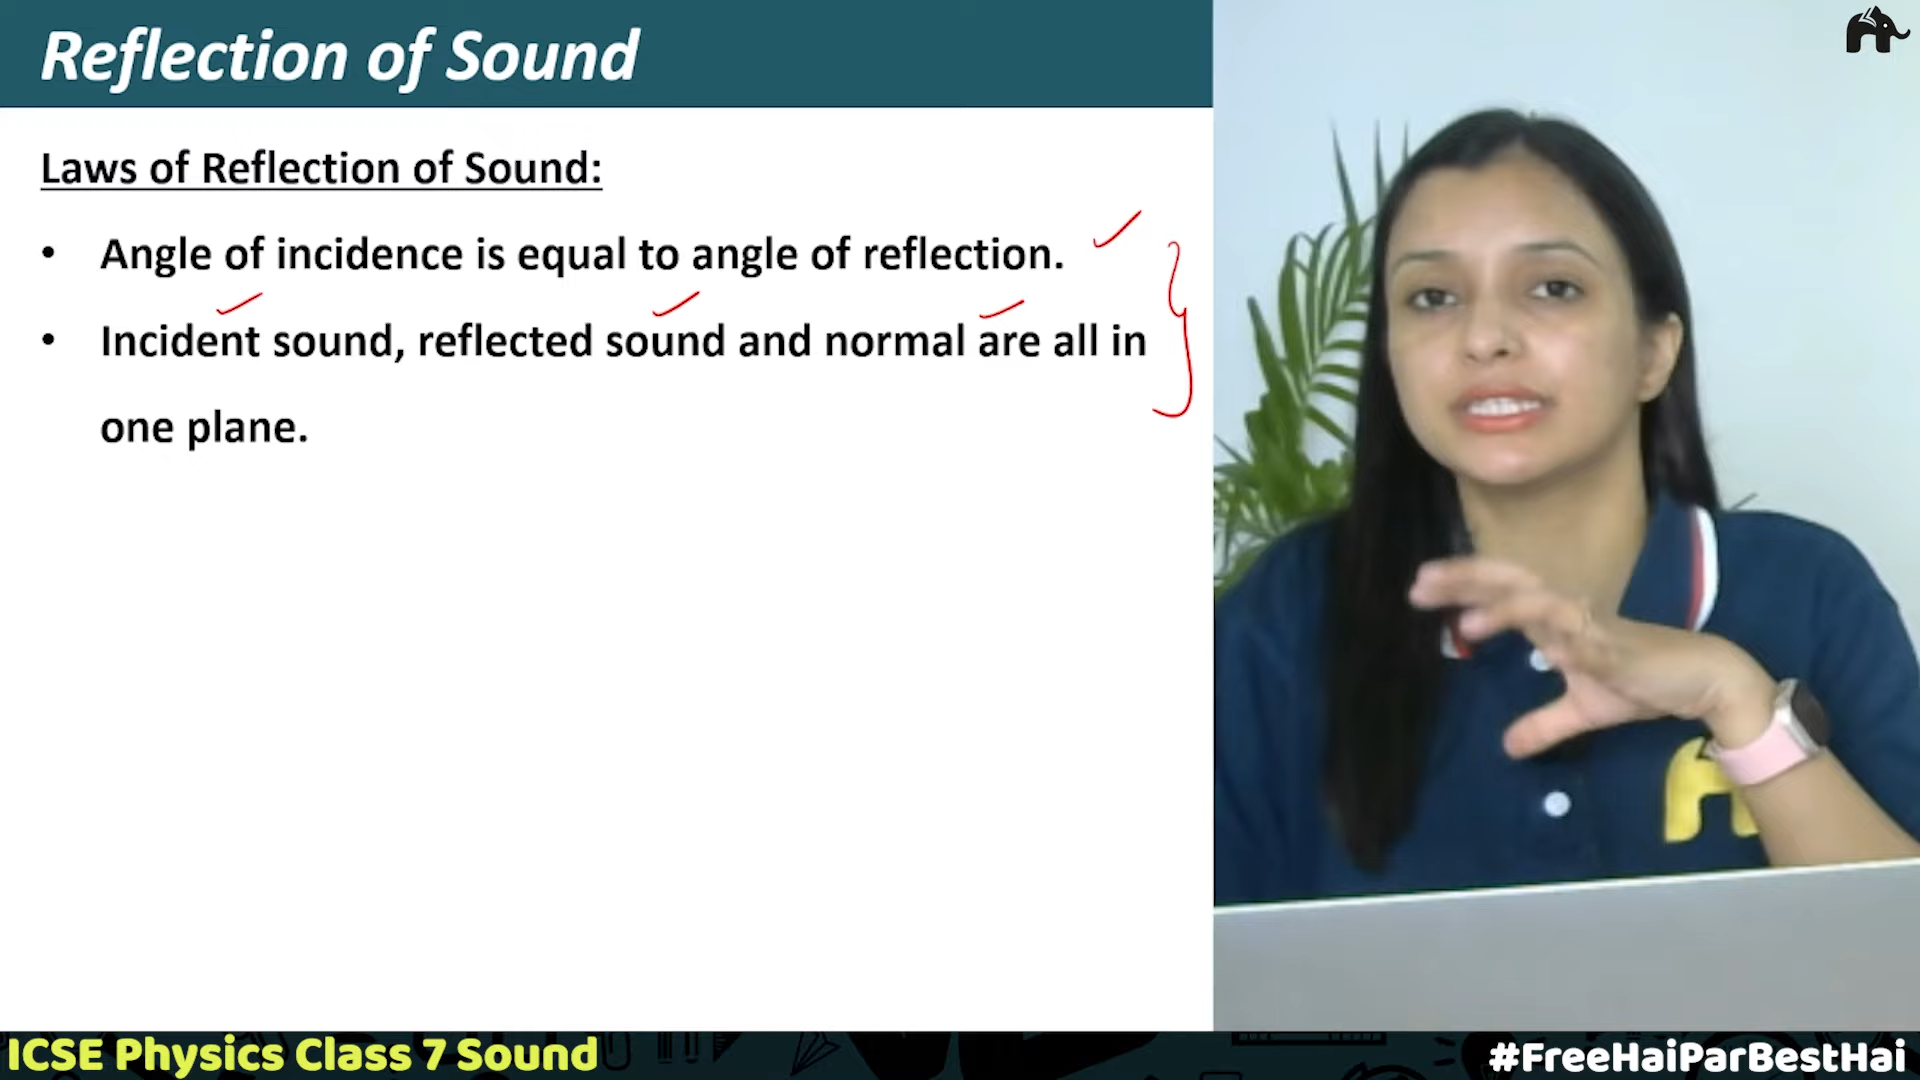 Reflection of Sound
Laws of Reflection of Sound:
• Angle of incidence is equal to angle of reflection.
• Incident sound, reflected sound and normal are all in
one plane.
ICSE Physics Class 7 Sound
#FreeHaiParBestHai